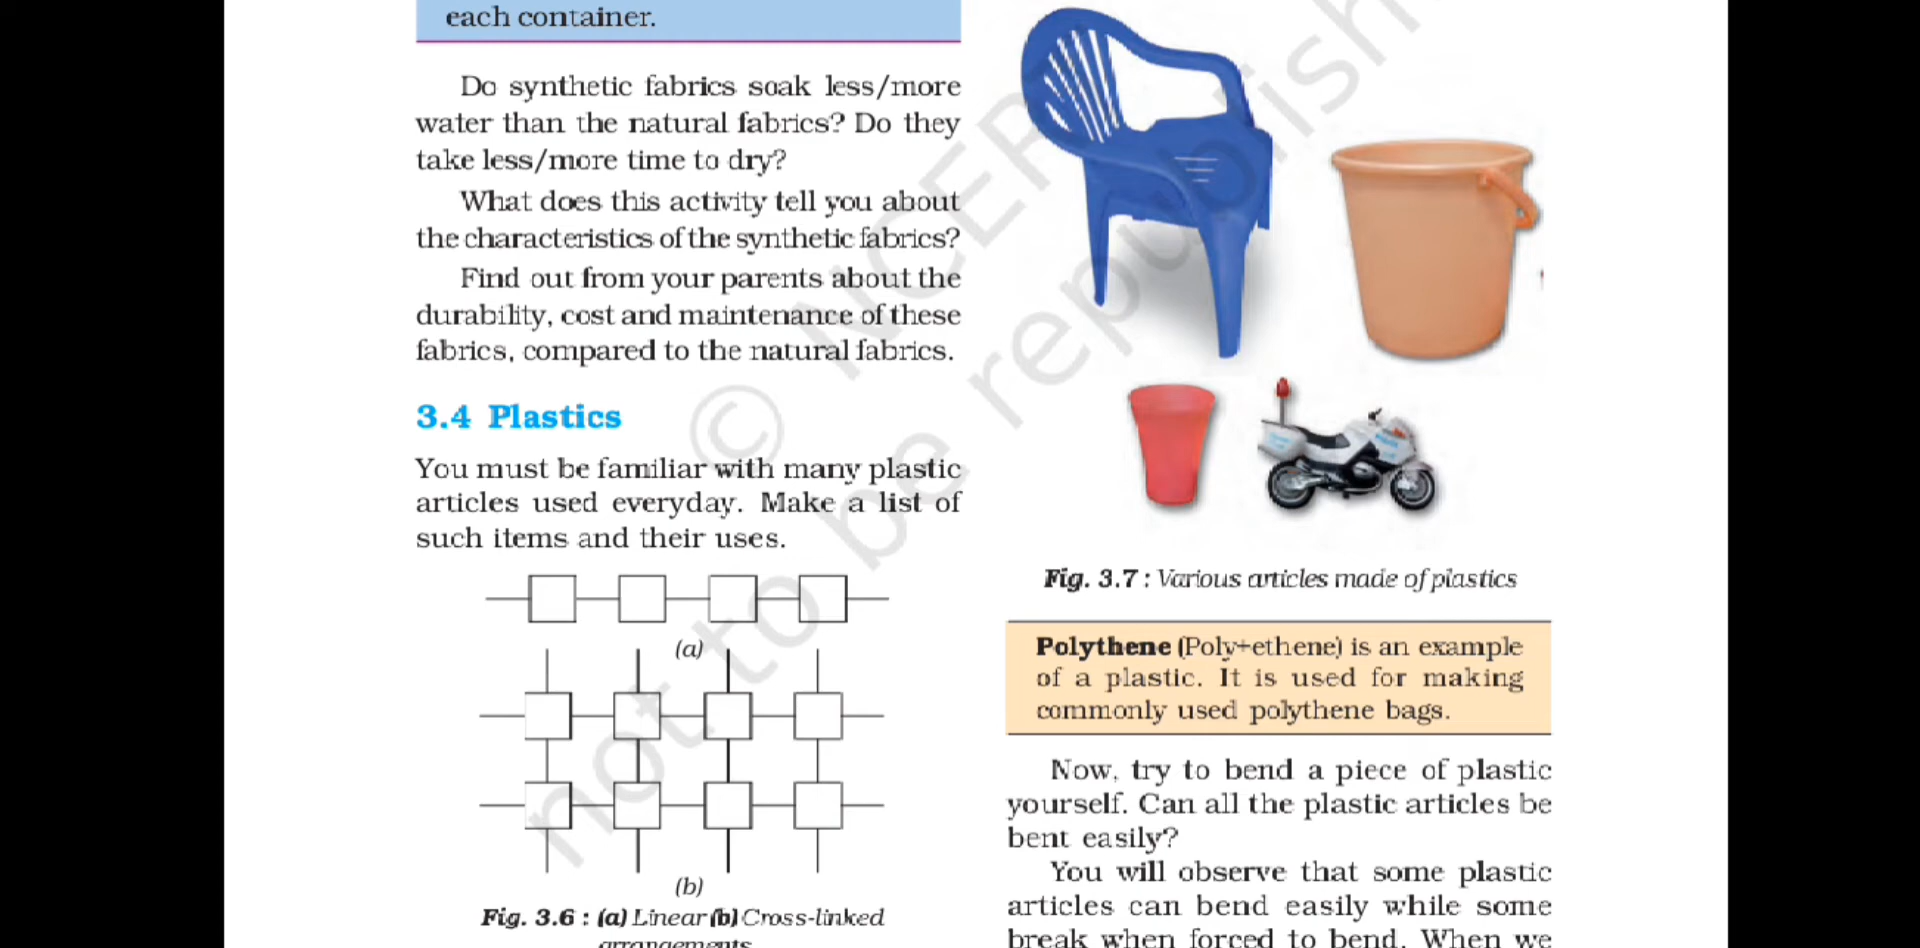 each container.
Do synthetic fabrics soak less/more
water than the natural fabrics? Do they
take less/more time to dry?
What does this activity tell you about
the characteristics of the synthetic fabrics?
Find out from your parents about the
durability, cost and maintenance of these
fabrics, compared to the natural fabrics.
3.4 Plastics
You must be familiar with many plastic
articles used everyday. Make a list of
such items and their uses.
(a)
(b)
Fig. 3.6 : (a) Linear (b) Cross-linked
arrangements
Fig. 3.7 : Various articles made of plastics
Polythene (Poly+ethene) is an example
of a plastic. It is used for making
commonly used polythene bags.
Now, try to bend a piece of plastic
yourself. Can all the plastic articles be
bent easily?
You will observe that some plastic
articles can bend easily while some
break when forced to bend. When we
© NCER
not to be republish